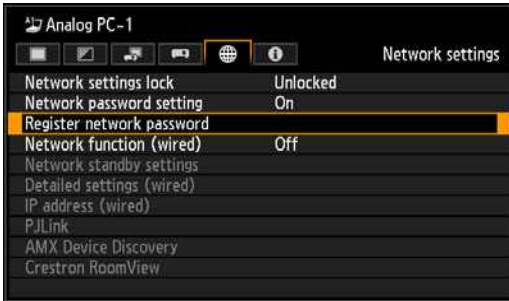 Analog PC-1
Network settings
Network settings lock Unlocked
Network password setting On
Register network password
Network function (wired) Off
Network standby settings
Detailed settings (wired)
IP address (wired)
PJLink
AMX Device Discovery
Crestron RoomView